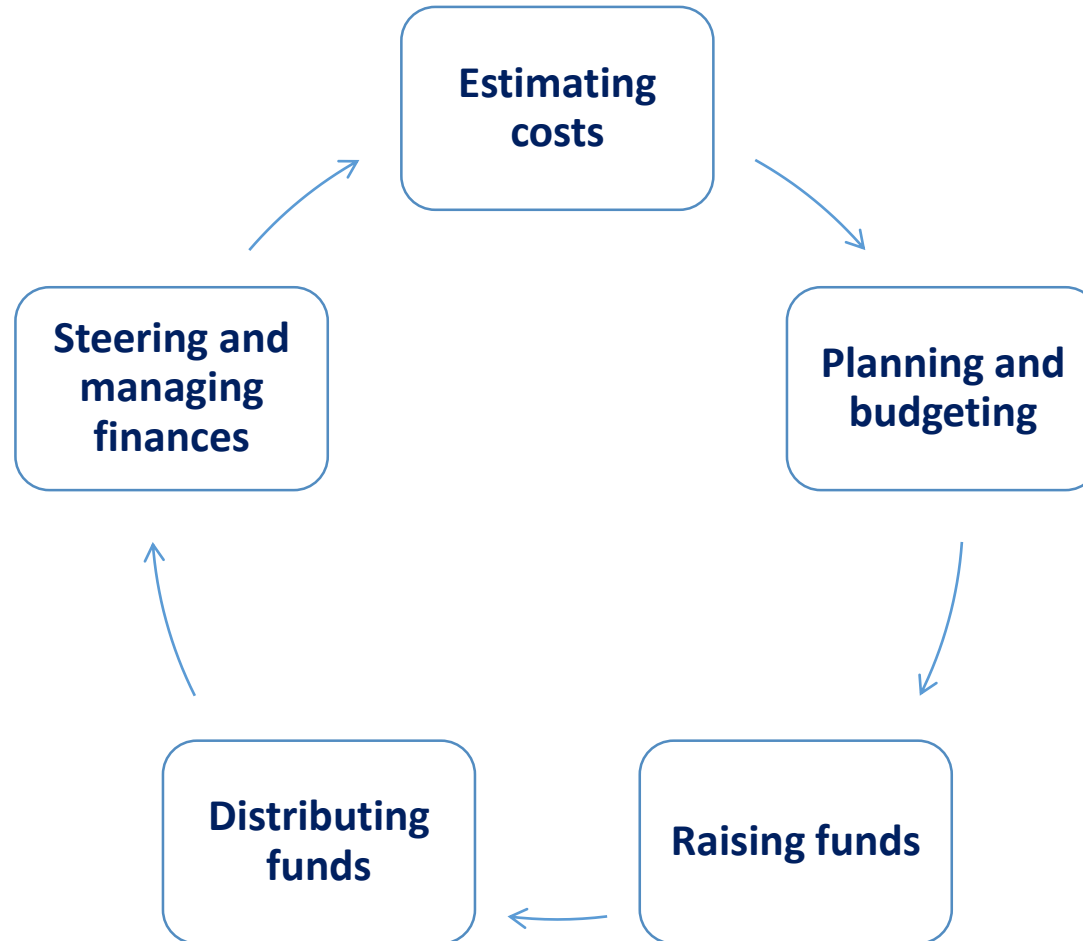 Estimating
costs
Planning and
budgeting
Raising funds
Distributing
funds
Steering and
managing
finances